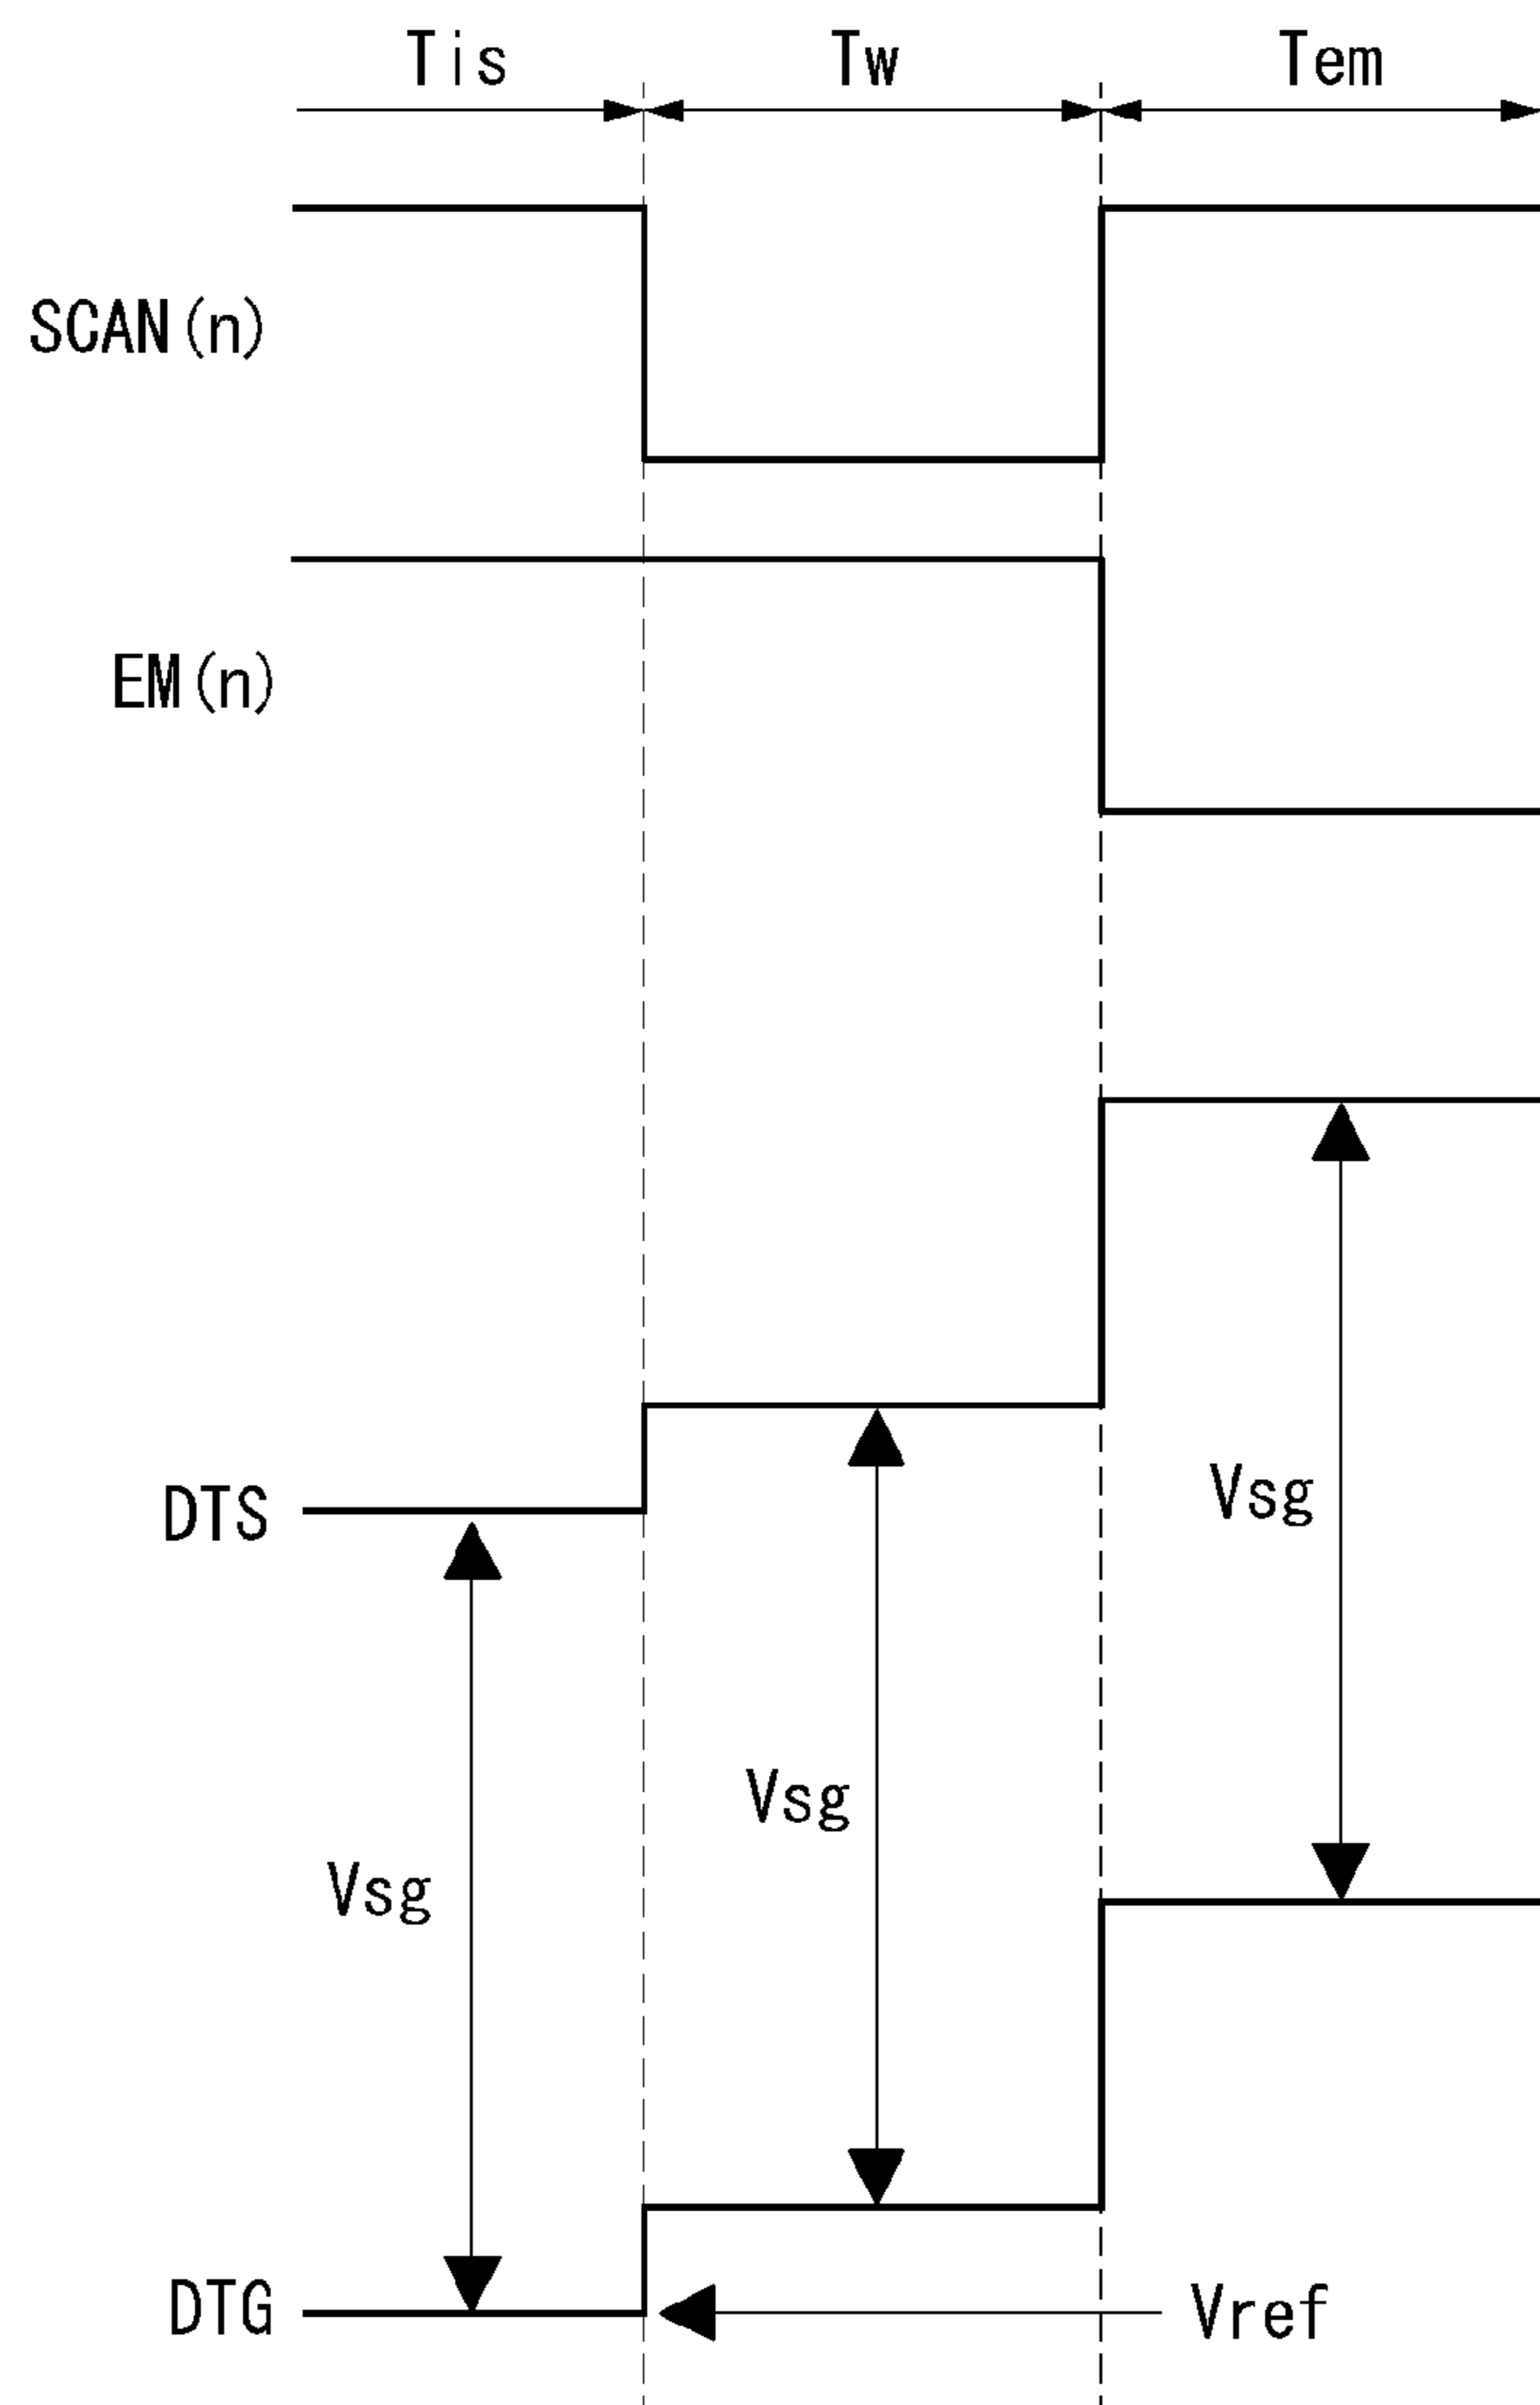 Tis Tw Tem
SCAN(n)
EM(n)
DTS
Vsg
Vsg
Vsg
DTG
Vref